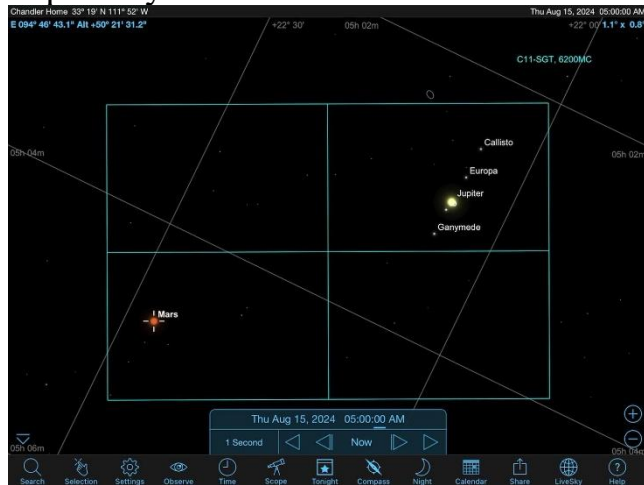 Chandler Home 33° 19' N 111° 52' W
Thu Aug 15, 2024 05:00:00 AM
E 094° 46' 43.1" Alt +50° 21' 31.2"
+22° 30'
05h 02m
+22° 00'
1.1° x 0.8°
C11-SGT, 6200MC
05h 04m
Callisto
05h 02m
Europa
Jupiter
Ganymede
Mars
Thu Aug 15, 2024 05:00:00 AM
1 Second
Now
05h 06m
05h 04m
Search
Selection
Settings
Observe
Time
Scope
Tonight
Compass
Night
Calendar
Share
LiveSky
Help